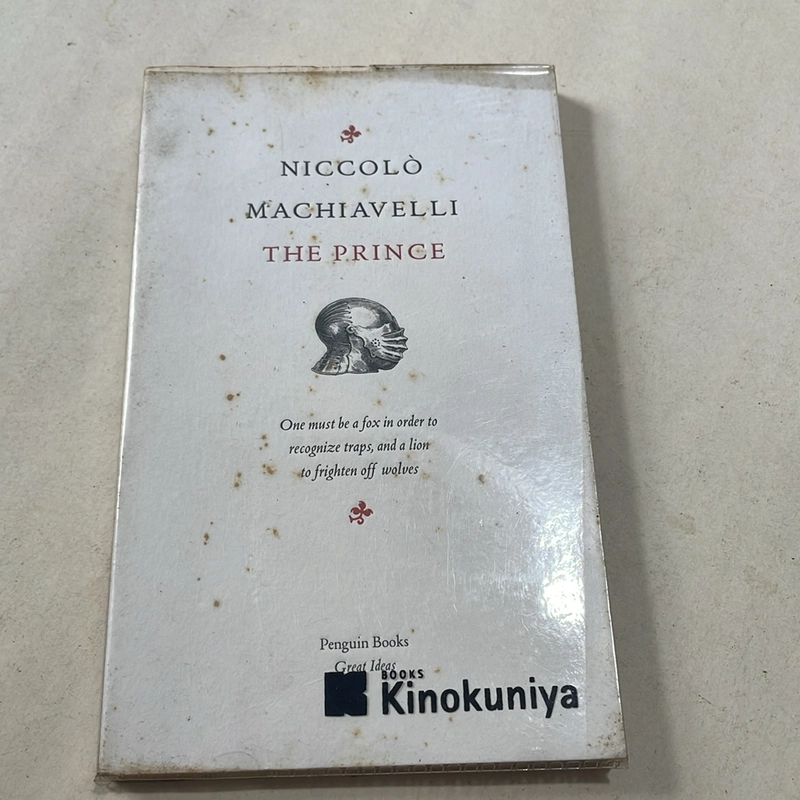 NICCOLÒ
MACHIAVELLI
THE PRINCE
One must be a fox in order to
recognize traps, and a lion
to frighten off wolves
Penguin Books
Great Ideas
BOOKS
Kinokuniya